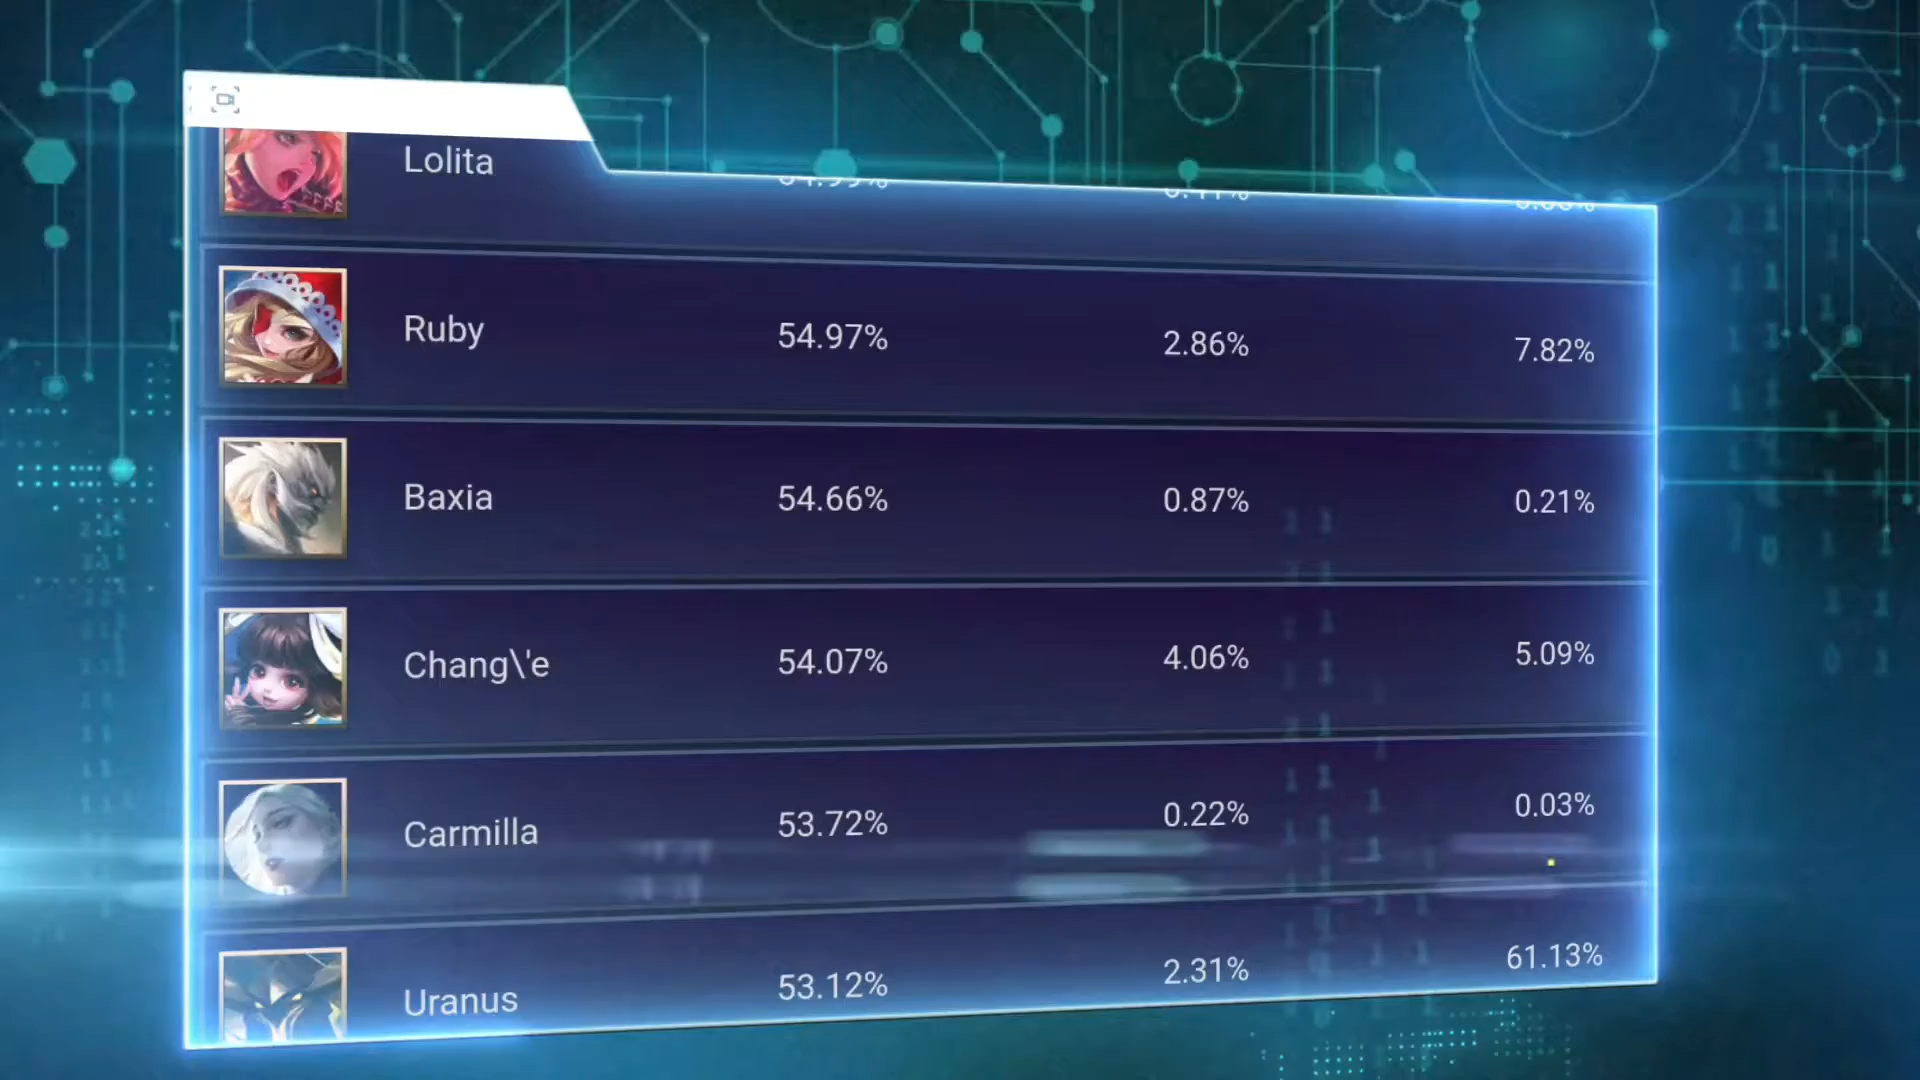 Lolita
Ruby 54.97% 2.86% 7.82%
Baxia 54.66% 0.87% 0.21%
Chang\'e 54.07% 4.06% 5.09%
Carmilla 53.72% 0.22% 0.03%
Uranus 53.12% 2.31% 61.13%